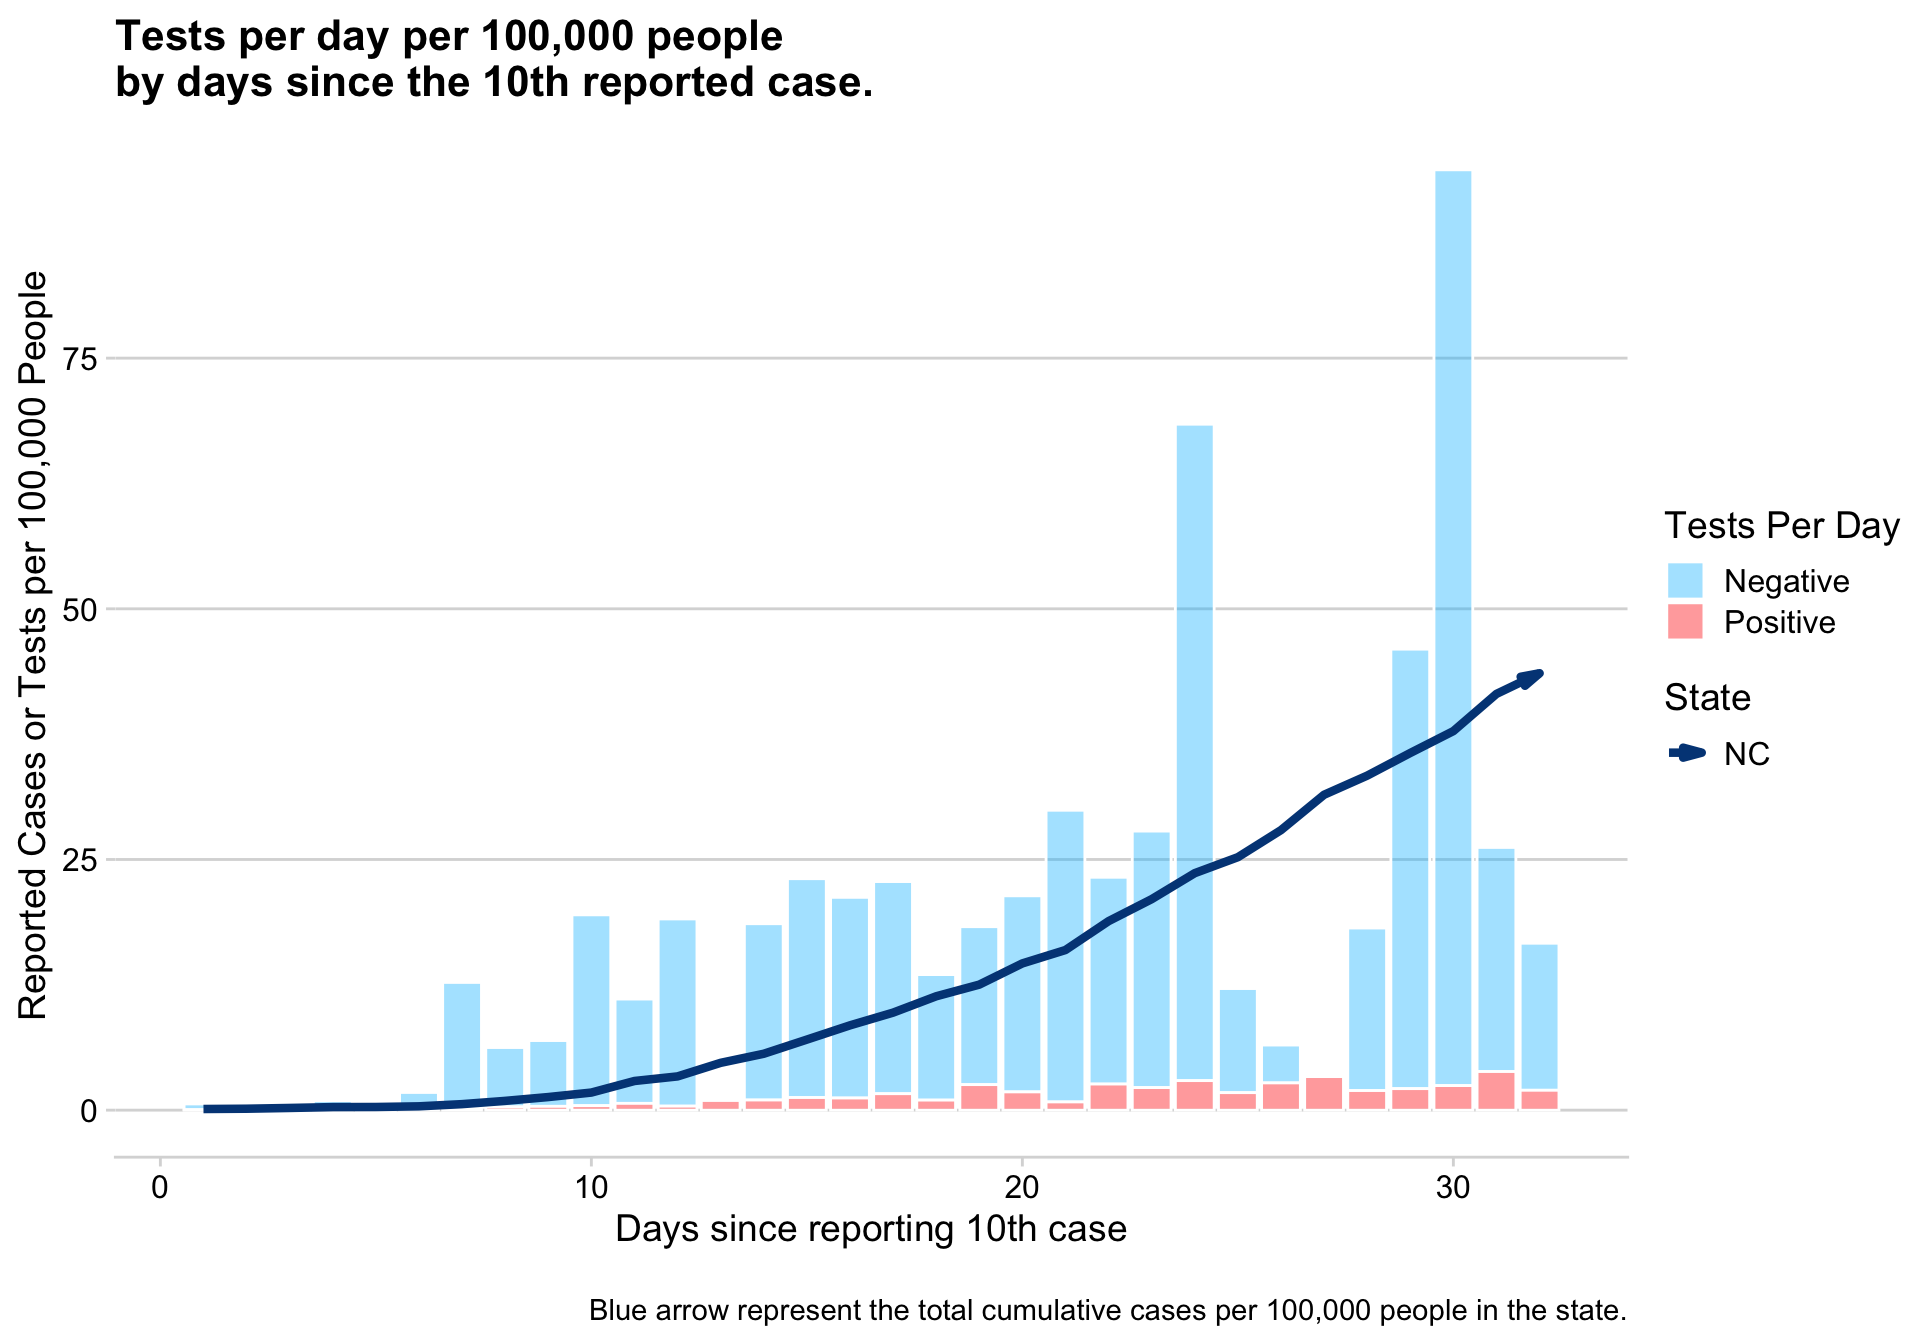 Tests per day per 100,000 people
by days since the 10th reported case.
Reported Cases or Tests per 100,000 People
75
50
25
0
0
10
20
30
Days since reporting 10th case
Tests Per Day
Negative
Positive
State
NC
Blue arrow represent the total cumulative cases per 100,000 people in the state.